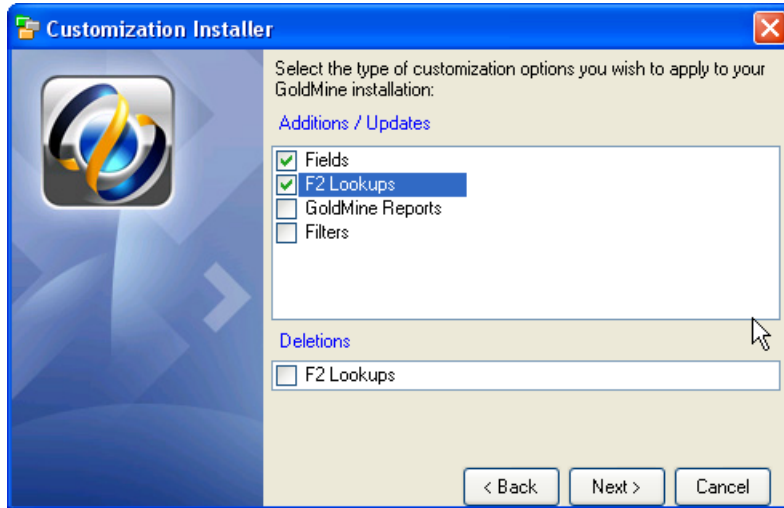 Customization Installer
Select the type of customization options you wish to apply to your
GoldMine installation:
Additions / Updates
Fields
F2 Lookups
GoldMine Reports
Filters
Deletions
F2 Lookups
< Back Next > Cancel